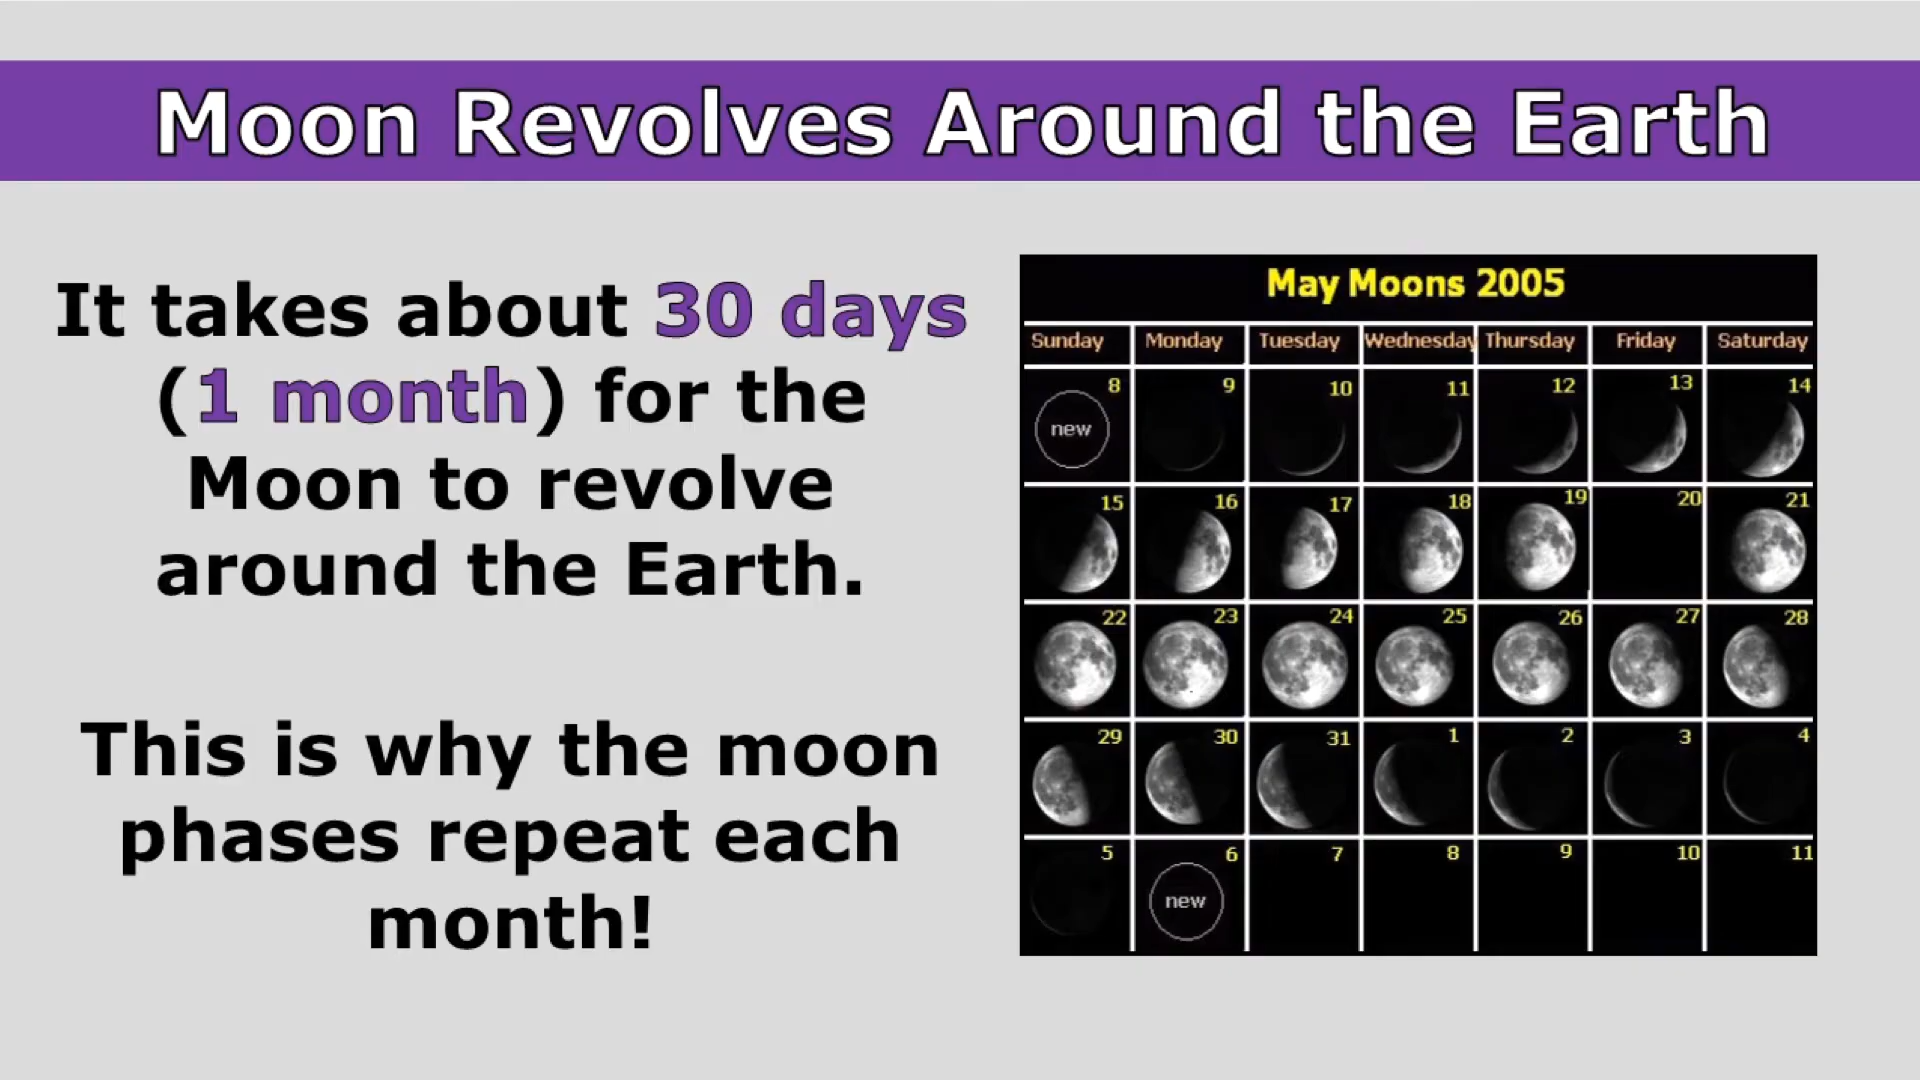 Moon Revolves Around the Earth
It takes about 30 days
(1 month) for the
Moon to revolve
around the Earth.
This is why the moon
phases repeat each
month!
May Moons 2005
Sunday Monday Tuesday Wednesday Thursday Friday Saturday
8 9 10 11 12 13 14
new
15 16 17 18 19 20 21
22 23 24 25 26 27 28
29 30 31 1 2 3 4
5 6 7 8 9 10 11
new